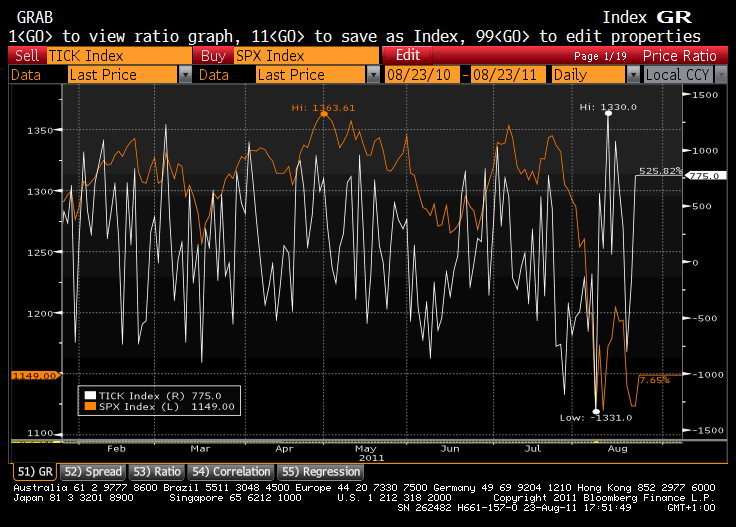 GRAB Index GR
1<GO> to view ratio graph, 11<GO> to save as Index, 99<GO> to edit properties
Sell TICK Index Buy SPX Index Edit Page 1/19 Price Ratio
Data Last Price Data Last Price 08/23/10 - 08/23/11 Daily Local CCY
1500
Hi: 1363.61 Hi: 1330.0
1350
1000
525.82%
775.0
1300
500
1250
0
1200
-500
7.65%
1149.00
-1000
TICK Index (R) 775.0
SPX Index (L) 1149.00
Low: -1331.0
1100
-1500
Feb Mar Apr May Jun Jul Aug
2011
51) GR 52) Spread 53) Ratio 54) Correlation 55) Regression
Australia 61 2 9777 8600 Brazil 5511 3048 4500 Europe 44 20 7330 7500 Germany 49 69 9204 1210 Hong Kong 852 2977 6000
Japan 81 3 3201 8900 Singapore 65 6212 1000 U.S. 1 212 318 2000 Copyright 2011 Bloomberg Finance L.P.
SN 262482 H661-157-0 23-Aug-11 17:51:49 GMT+1:00